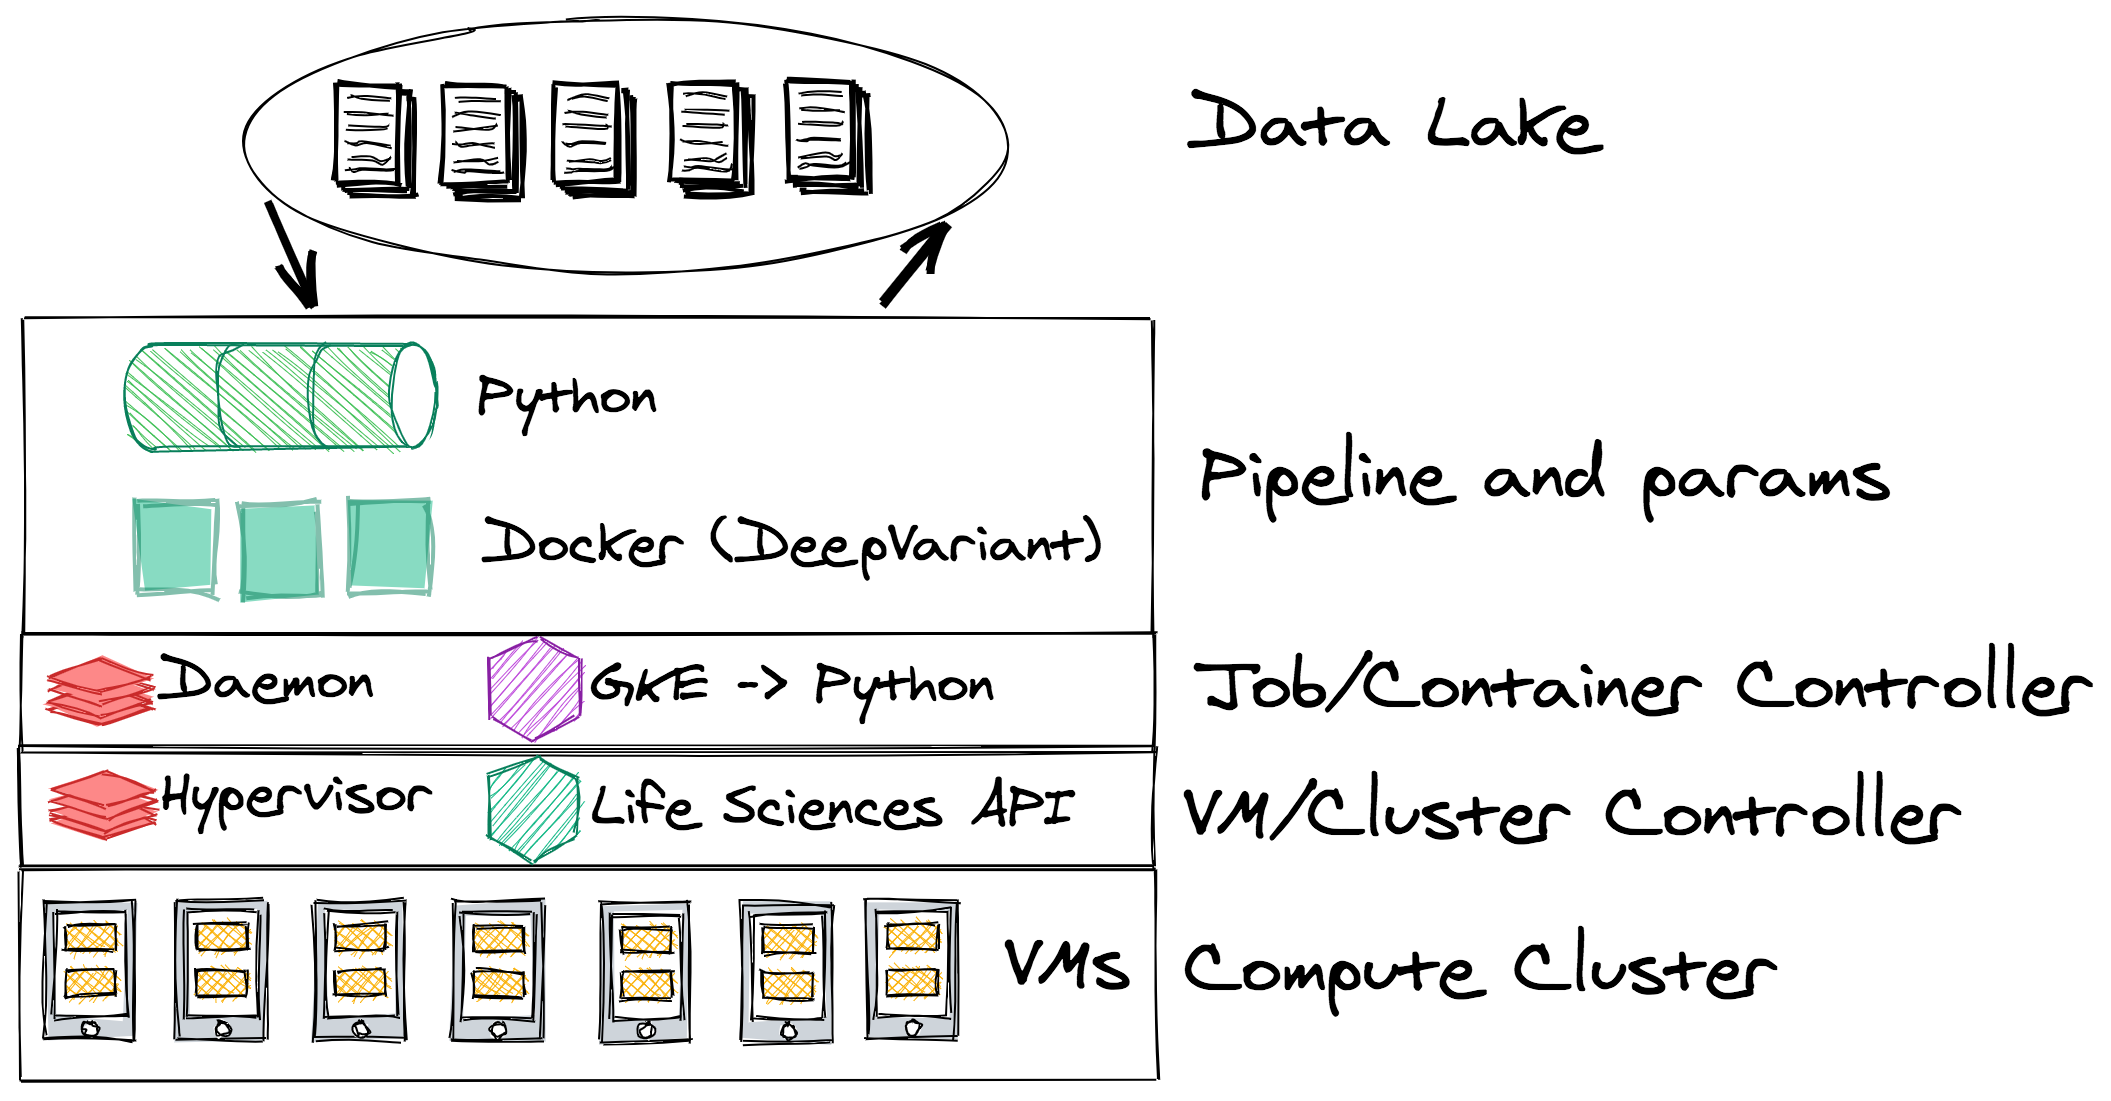 Data Lake
Python
Docker (DeepVariant)
Pipeline and params
Daemon
GKE -> Python
Job/Container Controller
Hypervisor
Life Sciences API
VM/Cluster Controller
VMs
Compute Cluster